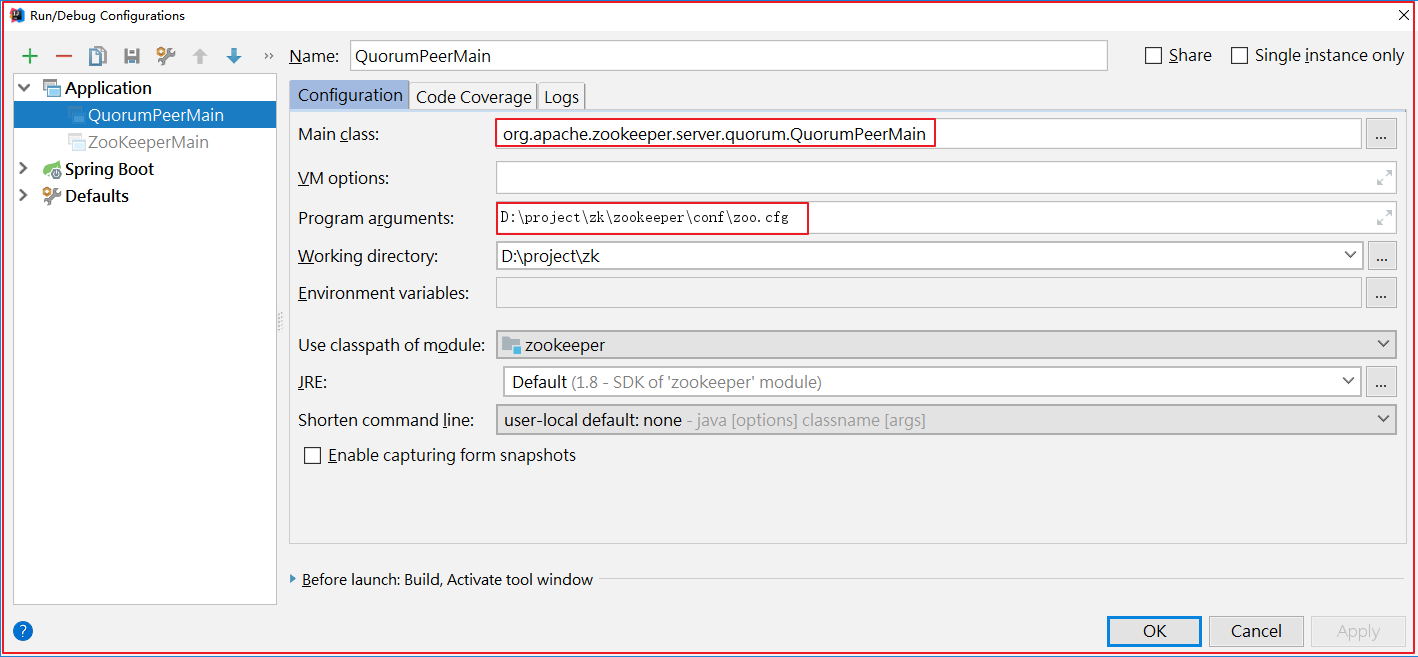 Run/Debug Configurations
Name: QuorumPeerMain Share Single instance only
Application
QuorumPeerMain
ZooKeeperMain
Spring Boot
Defaults
Configuration Code Coverage Logs
Main class: org.apache.zookeeper.server.quorum.QuorumPeerMain ...
VM options:
Program arguments: D:\project\zk\zookeeper\conf\zoo.cfg
Working directory: D:\project\zk ...
Environment variables: ...
Use classpath of module: zookeeper
JRE: Default (1.8 - SDK of 'zookeeper' module) ...
Shorten command line: user-local default: none - java [options] classname [args]
Enable capturing form snapshots
Before launch: Build, Activate tool window
? OK Cancel Apply